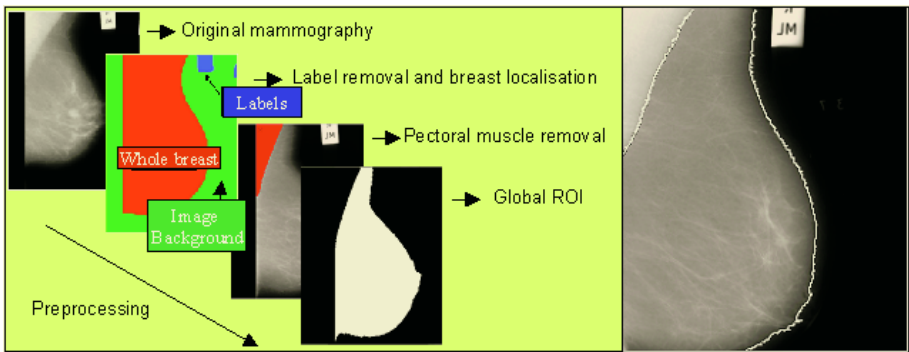 Original mammography
Label removal and breast localisation
Labels
Pectoral muscle removal
Whole breast
Global ROI
Image
Background
Preprocessing
JM
JM